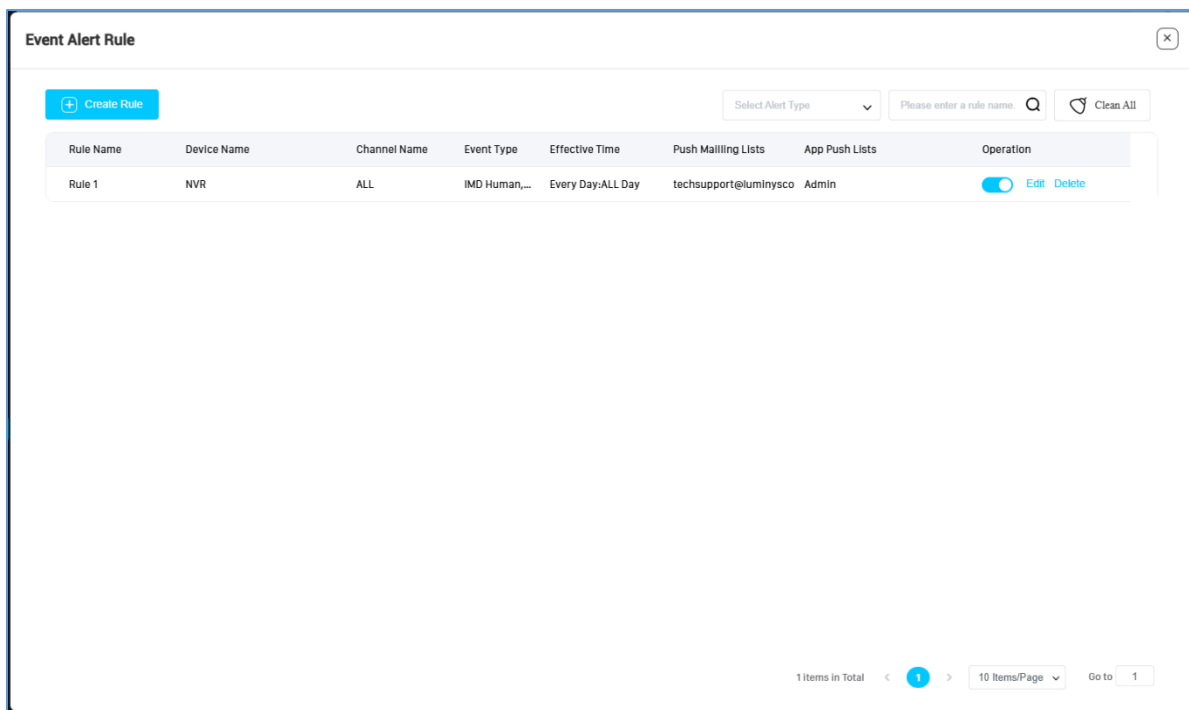 Event Alert Rule
Create Rule
Select Alert Type
Please enter a rule name.
Clean All
Rule Name Device Name Channel Name Event Type Effective Time Push Mailling Lists App Push Lists Operation
Rule 1 NVR ALL IMD Human,... Every Day:ALL Day techsupport@luminysco Admin Edit Delete
1 items in Total < 1 > 10 Items/Page Go to 1